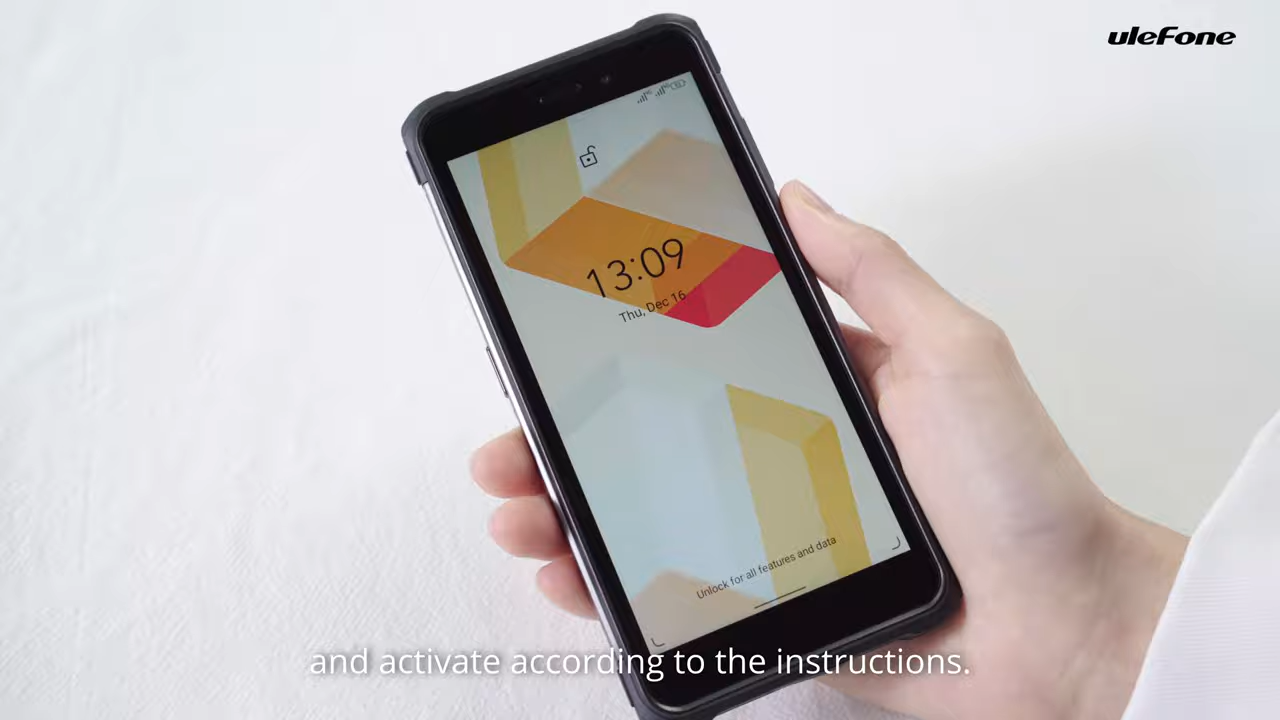 ulefone
13:09
Thu, Dec 16
Unlock for all features and data
and activate according to the instructions.